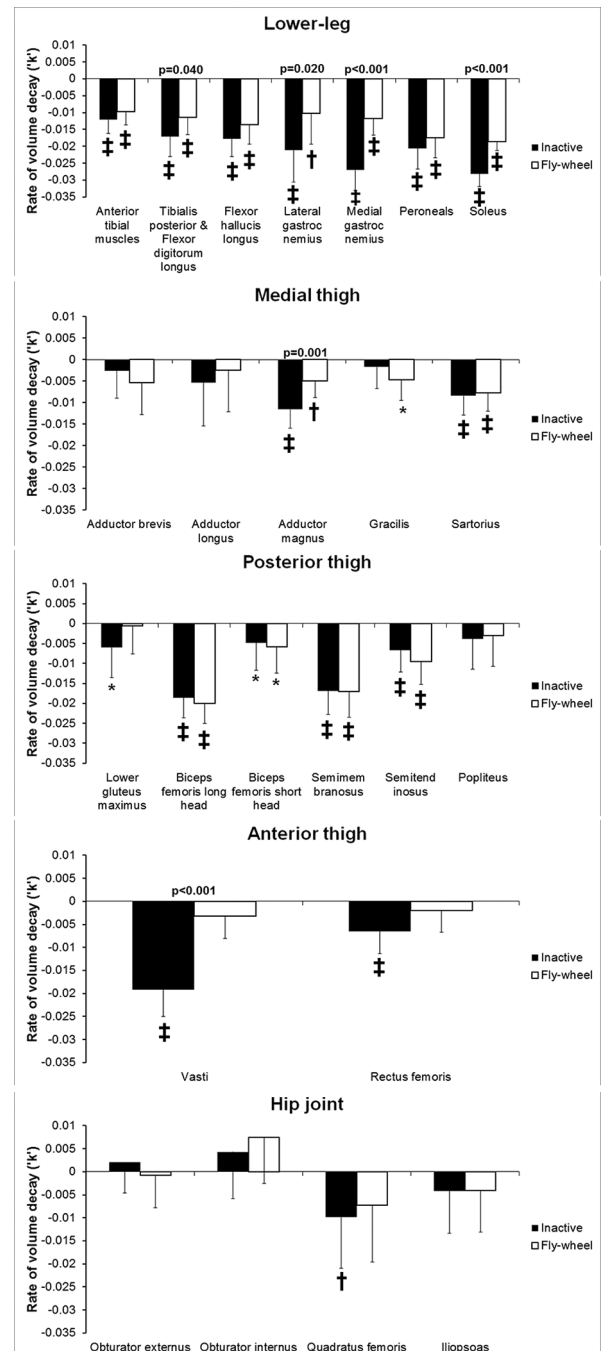 Lower-leg
Rate of volume decay ('k')
0.01
0.005
0
-0.005
-0.01
-0.015
-0.02
-0.025
-0.03
-0.035
p=0.040
p=0.020
p<0.001
p<0.001
‡ ‡ ‡ ‡ ‡ ‡ ‡ † ‡ ‡ ‡ ‡ ‡ ‡
Inactive
Fly-wheel
Anterior tibial muscles
Tibialis posterior & Flexor digitorum longus
Flexor hallucis longus
Lateral gastroc nemius
Medial gastroc nemius
Peroneals
Soleus
Medial thigh
Rate of volume decay ('k')
0.01
0.005
0
-0.005
-0.01
-0.015
-0.02
-0.025
-0.03
-0.035
p=0.001
‡ † * ‡ ‡
Inactive
Fly-wheel
Adductor brevis
Adductor longus
Adductor magnus
Gracilis
Sartorius
Posterior thigh
Rate of volume decay ('k')
0.01
0.005
0
-0.005
-0.01
-0.015
-0.02
-0.025
-0.03
-0.035
* ‡ ‡ * * ‡ ‡ ‡ ‡
Inactive
Fly-wheel
Lower gluteus maximus
Biceps femoris long head
Biceps femoris short head
Semimem branosus
Semitend inosus
Popliteus
Anterior thigh
Rate of volume decay ('k')
0.01
0.005
0
-0.005
-0.01
-0.015
-0.02
-0.025
-0.03
-0.035
p<0.001
‡ ‡
Inactive
Fly-wheel
Vasti
Rectus femoris
Hip joint
Rate of volume decay ('k')
0.01
0.005
0
-0.005
-0.01
-0.015
-0.02
-0.025
-0.03
-0.035
†
Inactive
Fly-wheel
Obturator externus
Obturator internus
Quadratus femoris
Iliopsoas